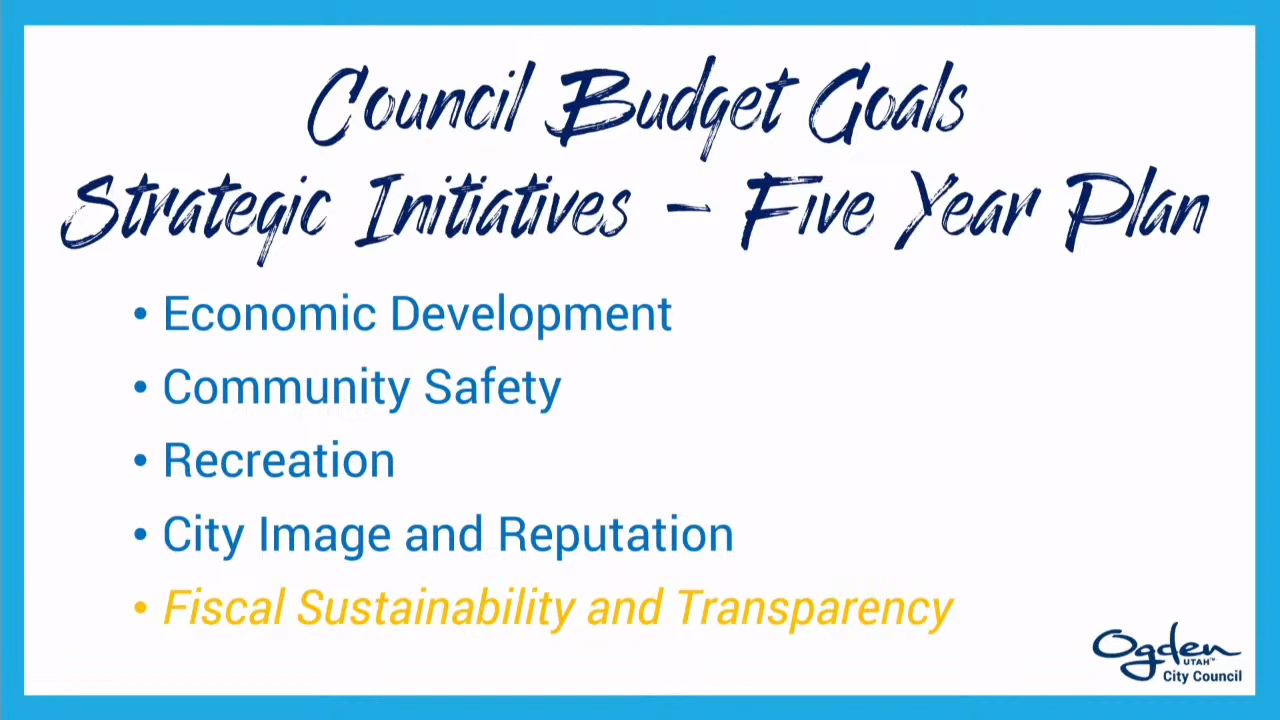 Council Budget Goals
Strategic Initiatives – Five Year Plan
• Economic Development
• Community Safety
• Recreation
• City Image and Reputation
• Fiscal Sustainability and Transparency
Ogden
UTAH™
City Council